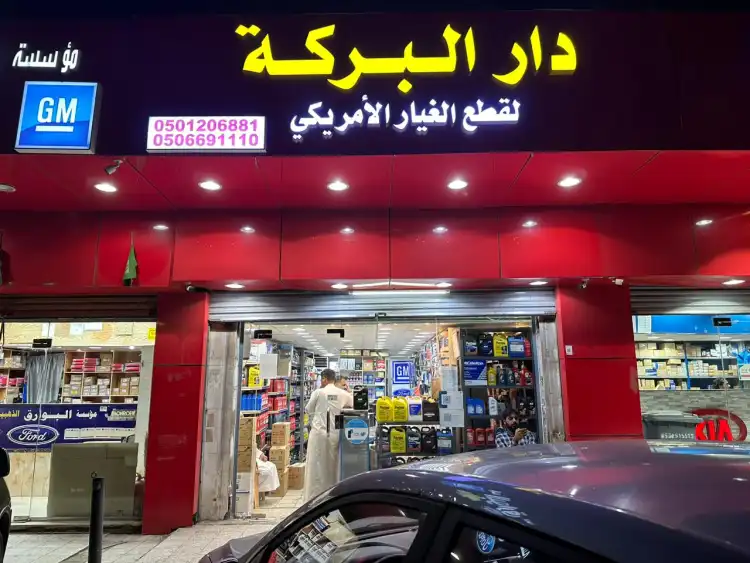 مؤسسة
دار البركة
لقطع الغيار الأمريكي
GM
0501206881
0506691110
GM
مؤسسة البوارق الذهبية
Ford
KIA